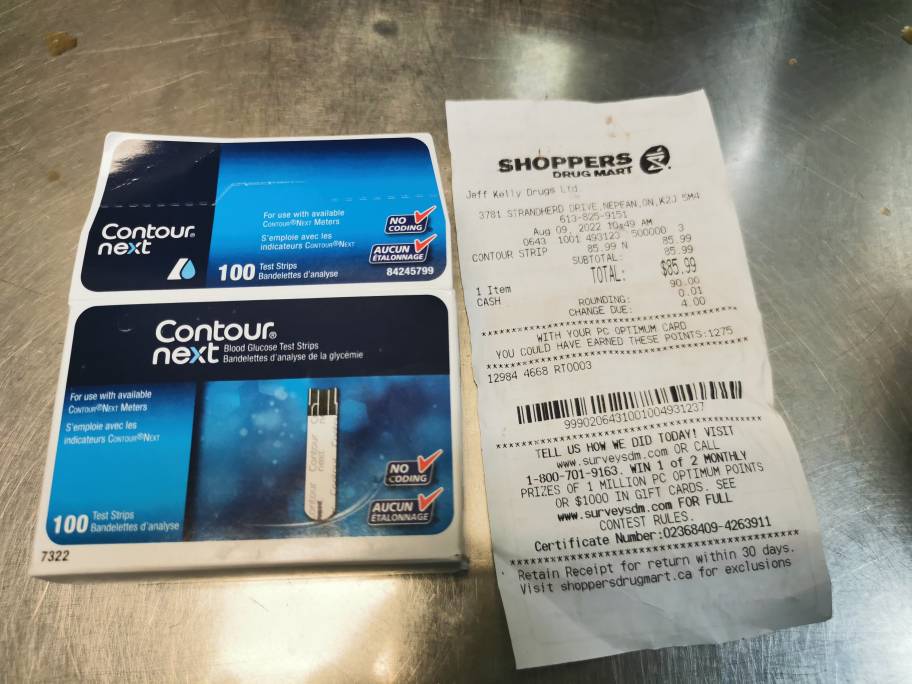 Contour®
next
For use with available
CONTOUR®NEXT Meters
S'emploie avec les
indicateurs CONTOUR®NEXT
NO
CODING
AUCUN
ÉTALONNAGE
100 Test Strips
Bandelettes d'analyse
84245799
Contour®
next Blood Glucose Test Strips
Bandelettes d'analyse de la glycémie
For use with available
CONTOUR®NEXT Meters
S'emploie avec les
indicateurs CONTOUR®NEXT
Contour
next
NO
CODING
AUCUN
ÉTALONNAGE
100 Test Strips
Bandelettes d'analyse
7322
SHOPPERS
DRUG MART
Jeff Kelly Drugs Ltd
3781 STRANDHERD DRIVE,NEPEAN,ON,K2J 5M4
613-825-9151
Aug 09, 2022 10:49 AM
0643 1001 493123 500000 3
CONTOUR STRIP 85.99 N 85.99
SUBTOTAL: 85.99
TOTAL: $85.99
1 Item
CASH 90.00
ROUNDING: 0.01
CHANGE DUE: 4.00
WITH YOUR PC OPTIMUM CARD
YOU COULD HAVE EARNED THESE POINTS:1275
12984 4668 RT0003
9990206431001004931237
TELL US HOW WE DID TODAY! VISIT
www.surveysdm.com OR CALL
1-800-701-9163. WIN 1 of 2 MONTHLY
PRIZES OF 1 MILLION PC OPTIMUM POINTS
OR $1000 IN GIFT CARDS. SEE
www.surveysdm.com FOR FULL
CONTEST RULES.
Certificate Number:02368409-4263911
Retain Receipt for return within 30 days.
Visit shoppersdrugmart.ca for exclusions